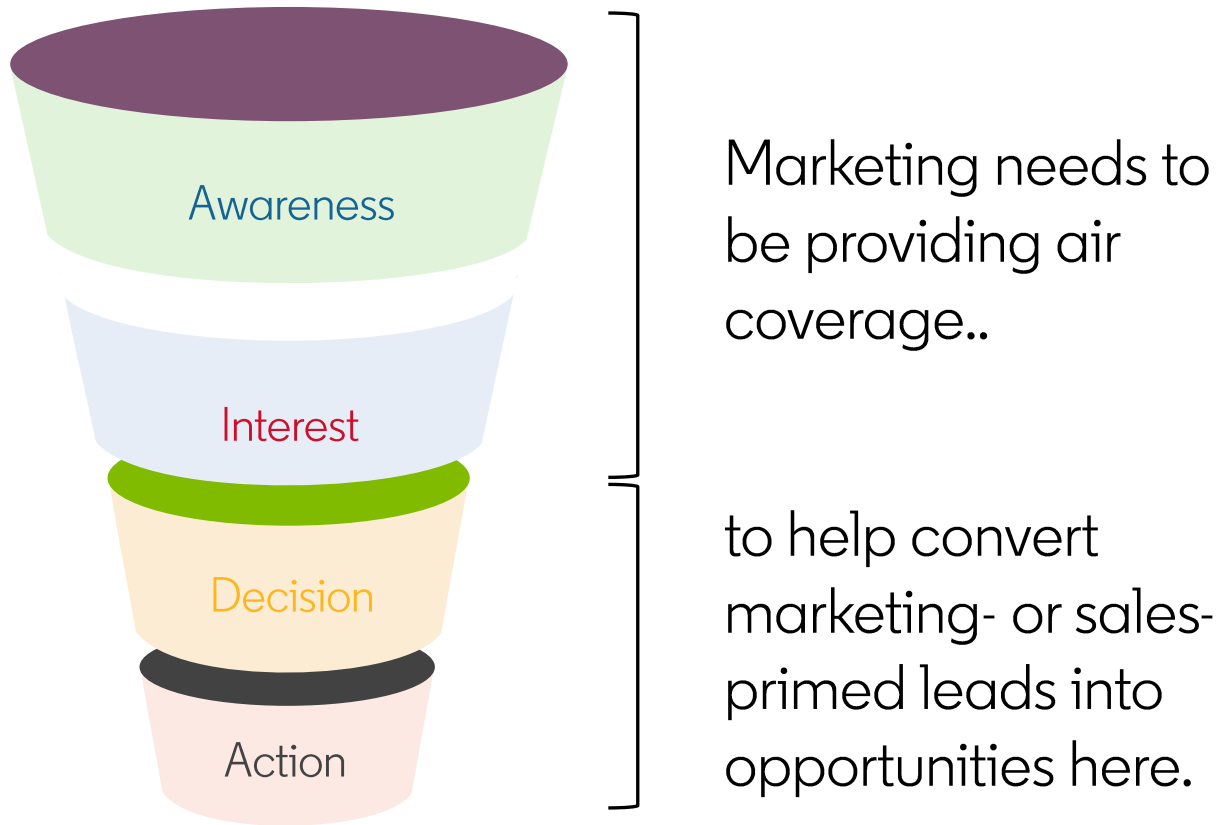 Awareness
Interest
Decision
Action
Marketing needs to
be providing air
coverage..
to help convert
marketing- or sales-
primed leads into
opportunities here.